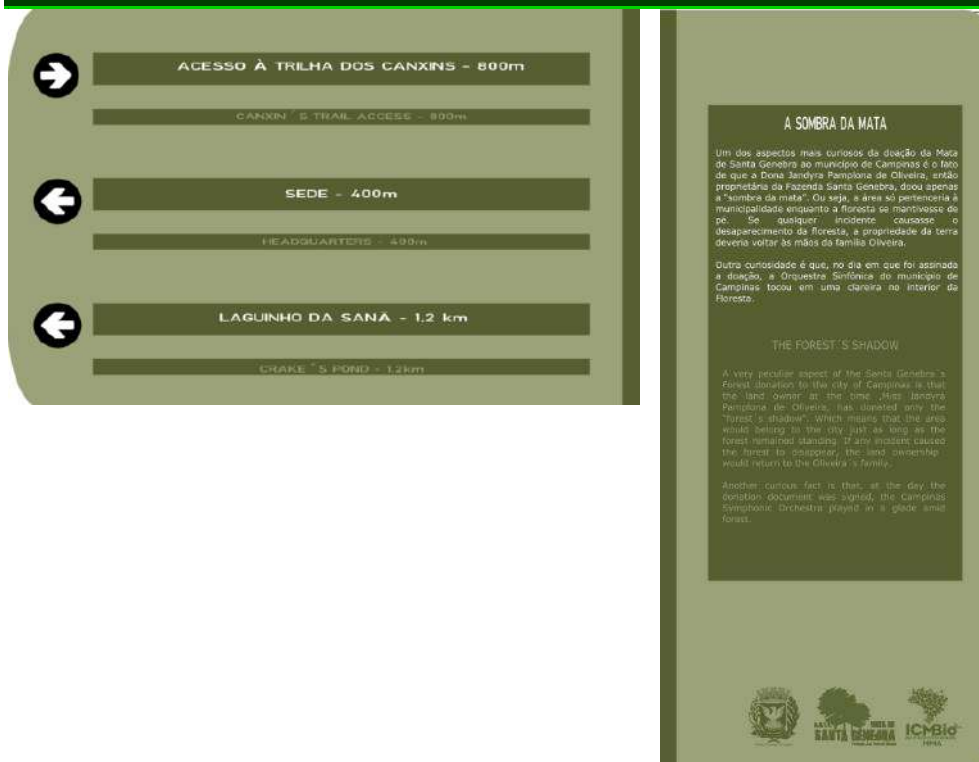 ACESSO À TRILHA DOS CANXINS - 800m
CANXIN´S TRAIL ACCESS - 800m
SEDE - 400m
HEADQUARTERS - 400m
LAGUINHO DA SANÃ - 1.2 km
CRAKE´S POND - 1.2km
A SOMBRA DA MATA
Um dos aspectos mais curiosos da doação da Mata
de Santa Genebra ao município de Campinas é o fato
de que a Dona Jandyra Pamplona de Oliveira, então
proprietária da Fazenda Santa Genebra, doou apenas
a "sombra da mata". Ou seja, a área só pertenceria à
municipalidade enquanto a floresta se mantivesse de
pé. Se qualquer incidente causasse o
desaparecimento da floresta, a propriedade da terra
deveria voltar às mãos da família Oliveira.
Outra curiosidade é que, no dia em que foi assinada
a doação, a Orquestra Sinfônica do município de
Campinas tocou em uma clareira no interior da
Floresta.
THE FOREST´S SHADOW
A very peculiar aspect of the Santa Genebra´s
Forest donation to the city of Campinas is that
the land owner at the time ,Miss Jandyra
Pamplona de Oliveira, has donated only the
"forest´s shadow". Which means that the area
would belong to the city just as long as the
forest remained standing. If any incident caused
the forest to disappear, the land ownership
would return to the Oliveira´s family.
Another curious fact is that, at the day the
donation document was signed, the Campinas
Symphonic Orchestra played in a glade amid
forest.
SANTA GENEBRA
ICMBio
MMA